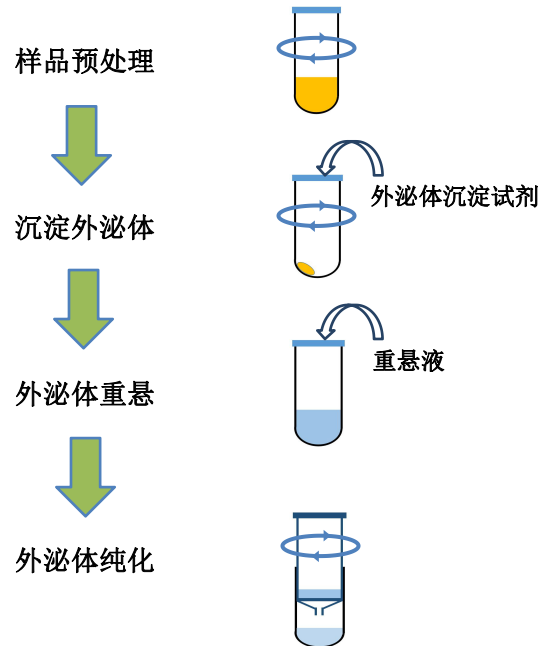 样品预处理
外泌体沉淀试剂
沉淀外泌体
重悬液
外泌体重悬
外泌体纯化